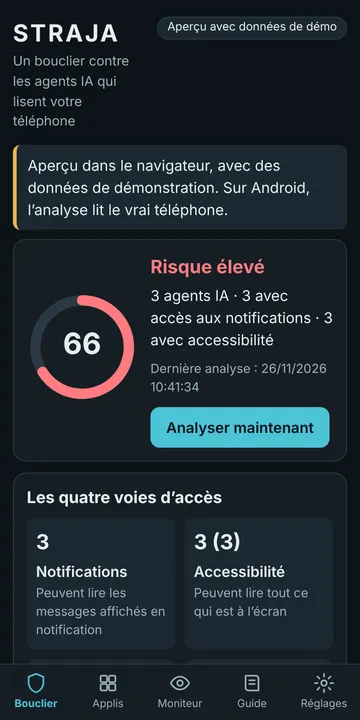 STRAJA
Aperçu avec données de démo
Un bouclier contre
les agents IA qui
lisent votre
téléphone
Aperçu dans le navigateur, avec des
données de démonstration. Sur Android,
l’analyse lit le vrai téléphone.
Risque élevé
66
3 agents IA · 3 avec
accès aux notifications · 3
avec accessibilité
Dernière analyse : 26/11/2026
10:41:34
Analyser maintenant
Les quatre voies d’accès
3
Notifications
Peuvent lire les
messages affichés en
notification
3 (3)
Accessibilité
Peuvent lire tout ce
qui est à l’écran
Bouclier
Applis
Moniteur
Guide
Réglages